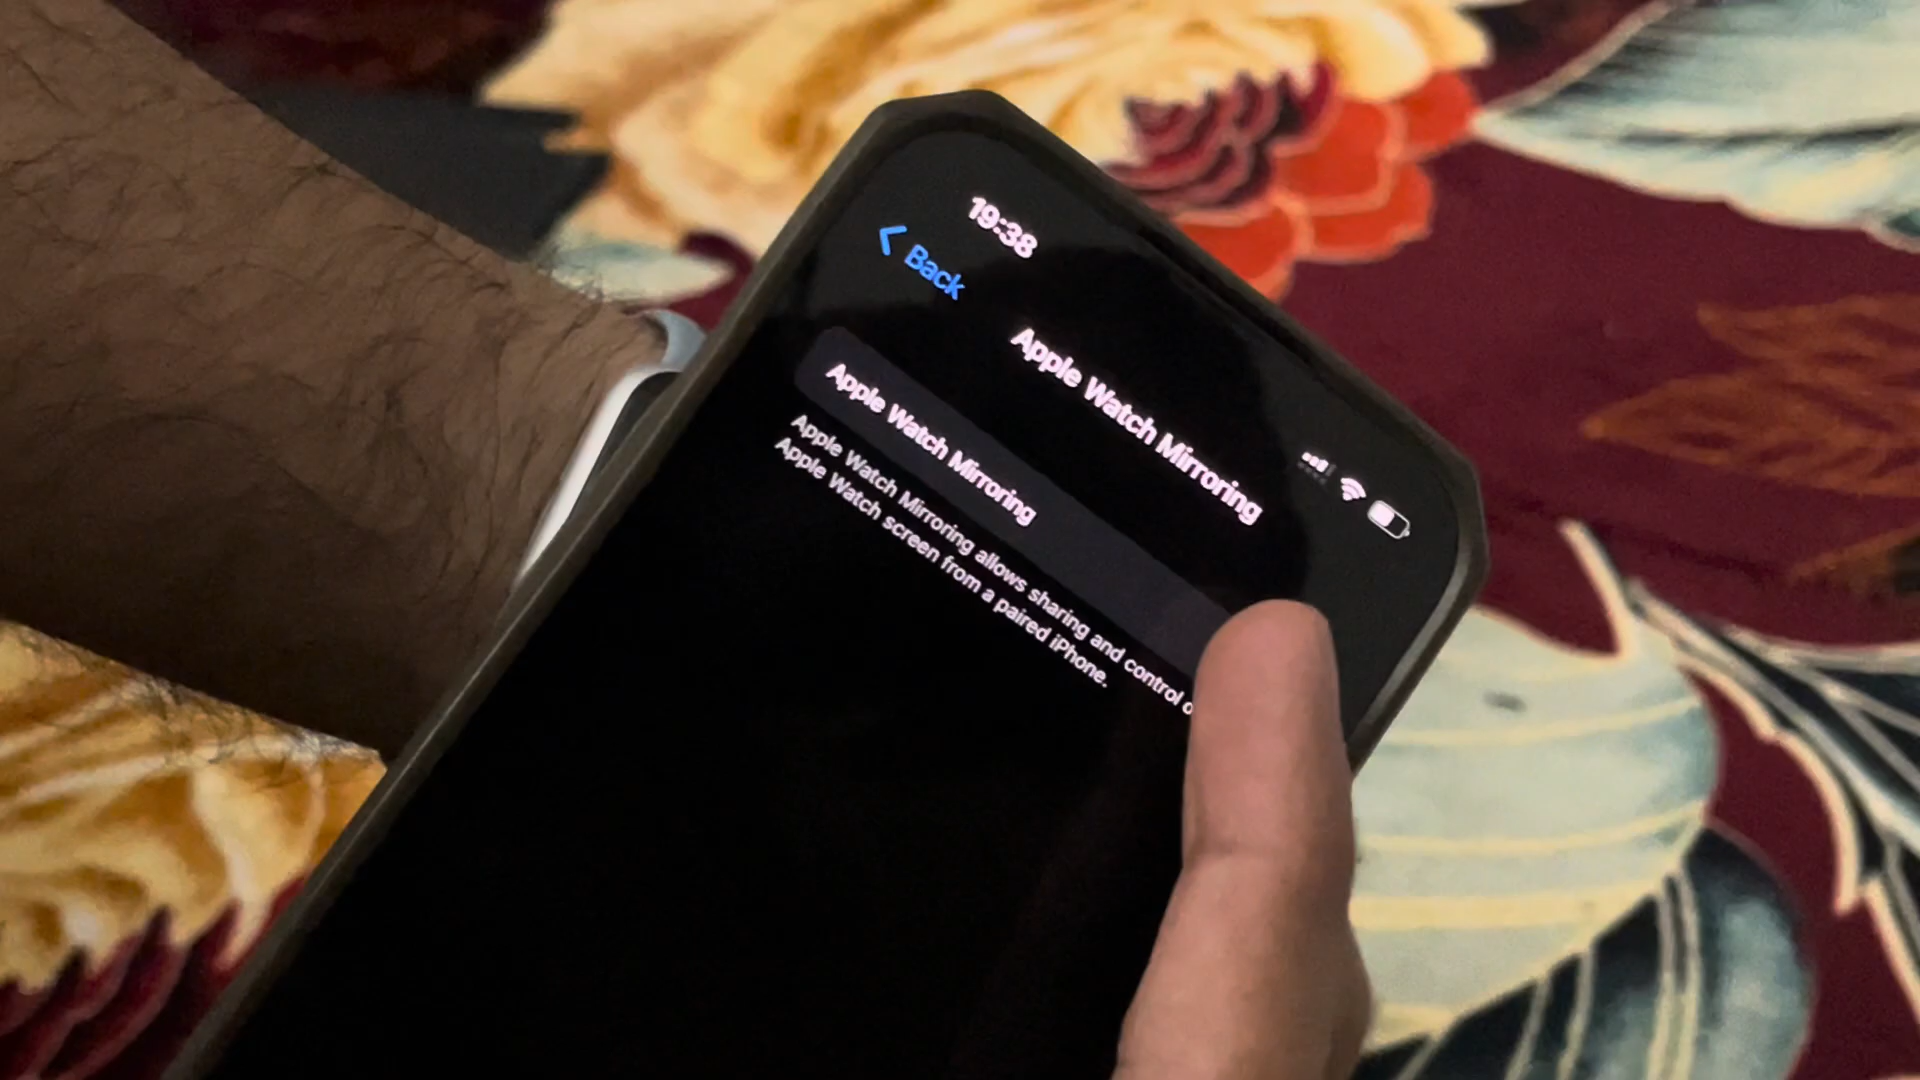 19:38
Back
Apple Watch Mirroring
Apple Watch Mirroring
Apple Watch Mirroring allows sharing and control
Apple Watch screen from a paired iPhone.